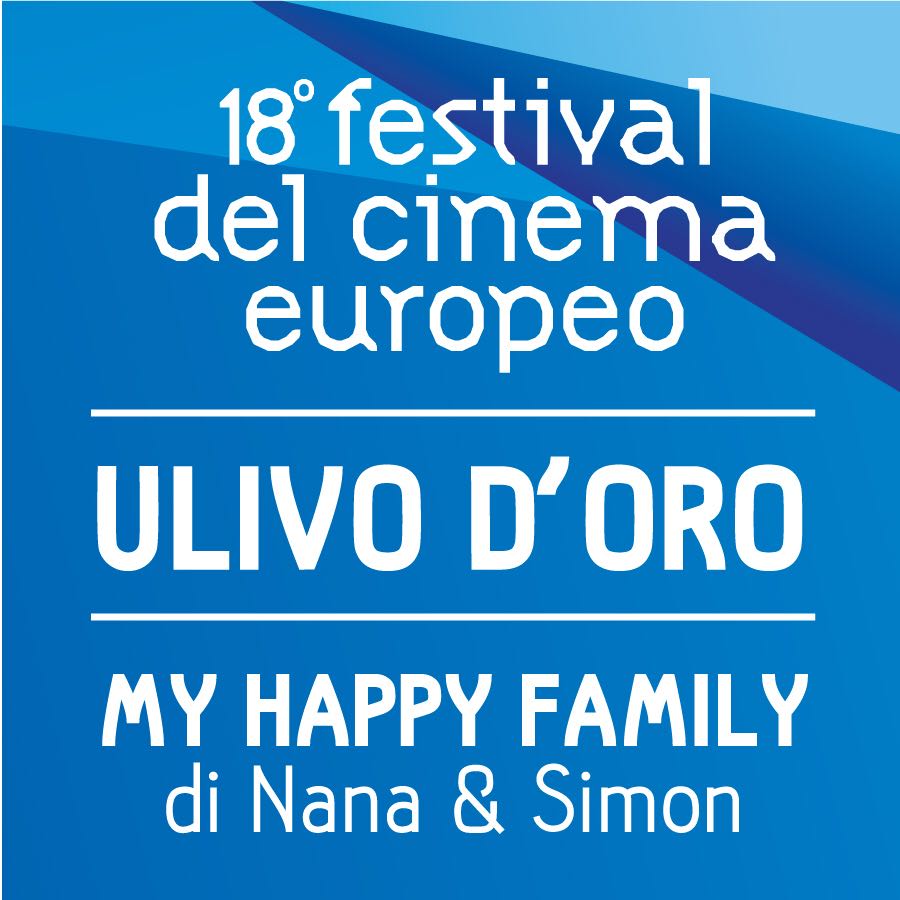 18° festival
del cinema
europeo
ULIVO D'ORO
MY HAPPY FAMILY
di Nana & Simon